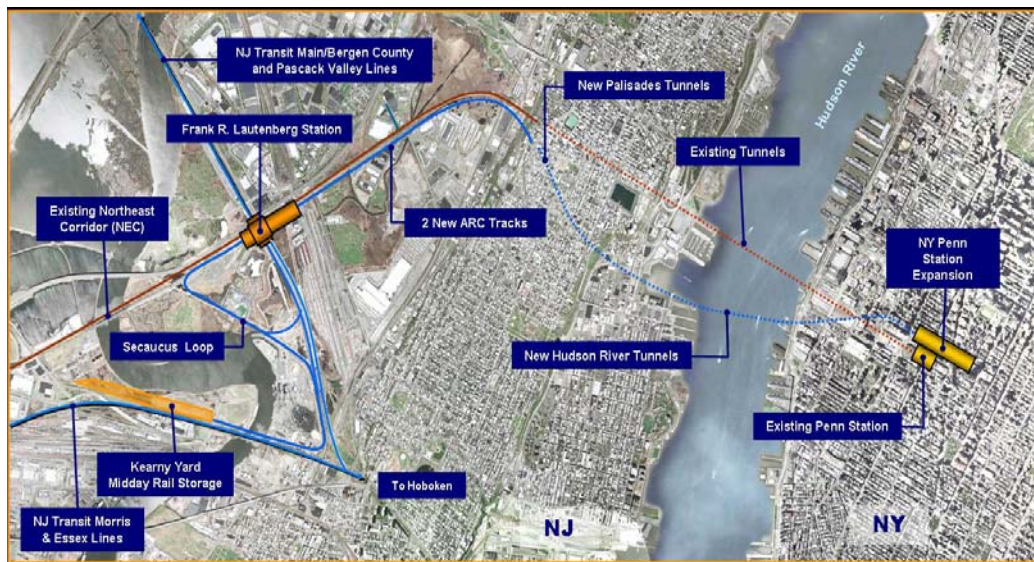 NJ Transit Main/Bergen County
and Pascack Valley Lines
Frank R. Lautenberg Station
Existing Northeast
Corridor (NEC)
2 New ARC Tracks
Secaucus Loop
Kearny Yard
Midday Rail Storage
NJ Transit Morris
& Essex Lines
To Hoboken
New Palisades Tunnels
Existing Tunnels
Hudson River
New Hudson River Tunnels
NY Penn
Station
Expansion
Existing Penn Station
NJ
NY